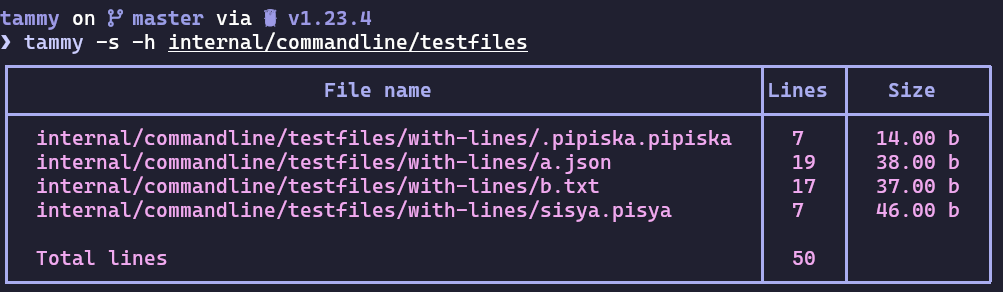 tammy on master via v1.23.4
❯ tammy -s -h internal/commandline/testfiles
File name Lines Size
internal/commandline/testfiles/with-lines/.pipiska.pipiska 7 14.00 b
internal/commandline/testfiles/with-lines/a.json 19 38.00 b
internal/commandline/testfiles/with-lines/b.txt 17 37.00 b
internal/commandline/testfiles/with-lines/sisya.pisya 7 46.00 b
Total lines 50